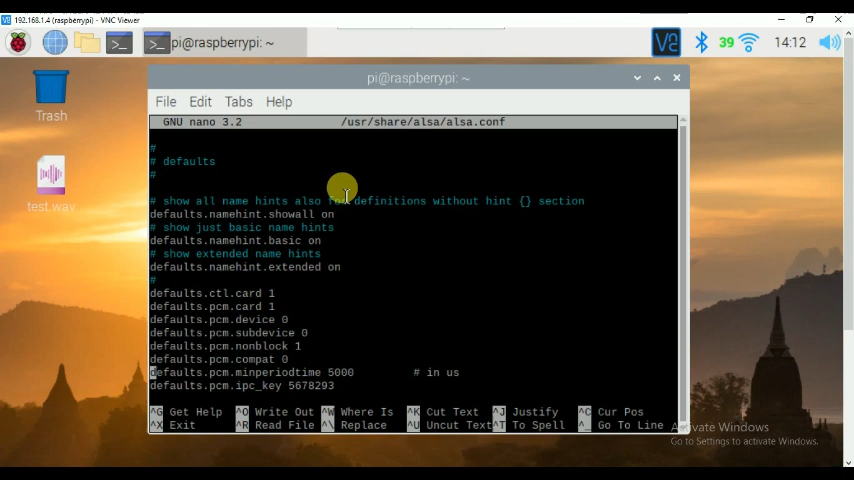 192.168.1.4 (raspberrypi) - VNC Viewer
pi@raspberrypi: ~
39
14:12
Trash
test.wav
pi@raspberrypi: ~
File Edit Tabs Help
GNU nano 3.2 /usr/share/alsa/alsa.conf
#
# defaults
#
# show all name hints also for definitions without hint {} section
defaults.namehint.showall on
# show just basic name hints
defaults.namehint.basic on
# show extended name hints
defaults.namehint.extended on
#
defaults.ctl.card 1
defaults.pcm.card 1
defaults.pcm.device 0
defaults.pcm.subdevice 0
defaults.pcm.nonblock 1
defaults.pcm.compat 0
defaults.pcm.minperiodtime 5000 # in us
defaults.pcm.ipc_key 5678293
^G Get Help ^O Write Out ^W Where Is ^K Cut Text ^J Justify ^C Cur Pos
^X Exit ^R Read File ^\ Replace ^U Uncut Text ^T To Spell ^_ Go To Line
Activate Windows
Go to Settings to activate Windows.